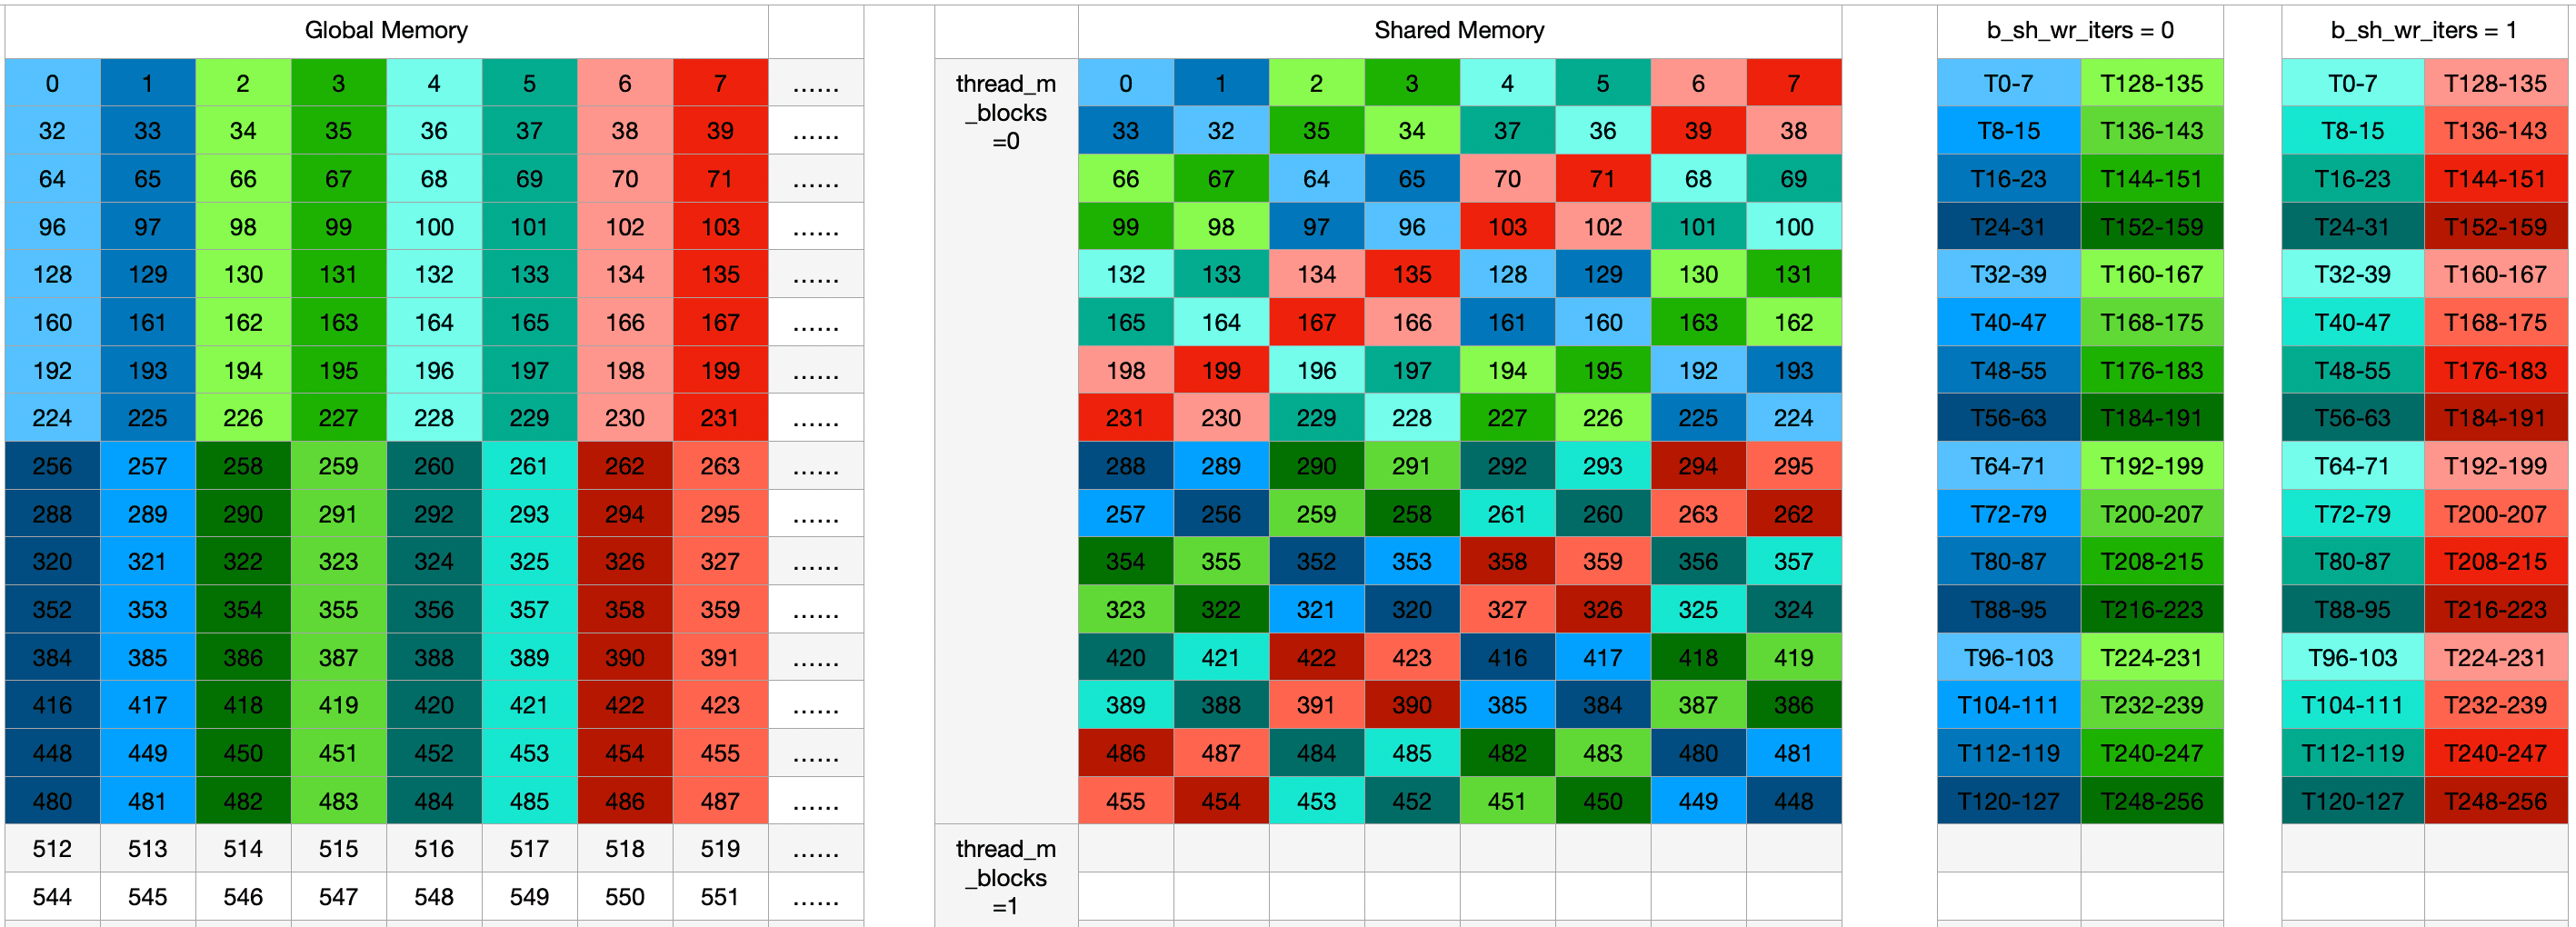 Global Memory Shared Memory b_sh_wr_iters = 0 b_sh_wr_iters = 1
0 1 2 3 4 5 6 7 ...... thread_m 0 1 2 3 4 5 6 7 T0-7 T128-135 T0-7 T128-135
32 33 34 35 36 37 38 39 ...... _blocks 33 32 35 34 37 36 39 38 T8-15 T136-143 T8-15 T136-143
=0
64 65 66 67 68 69 70 71 ...... 66 67 64 65 70 71 68 69 T16-23 T144-151 T16-23 T144-151
96 97 98 99 100 101 102 103 ...... 99 98 97 96 103 102 101 100 T24-31 T152-159 T24-31 T152-159
128 129 130 131 132 133 134 135 ...... 132 133 134 135 128 129 130 131 T32-39 T160-167 T32-39 T160-167
160 161 162 163 164 165 166 167 ...... 165 164 167 166 161 160 163 162 T40-47 T168-175 T40-47 T168-175
192 193 194 195 196 197 198 199 ...... 198 199 196 197 194 195 192 193 T48-55 T176-183 T48-55 T176-183
224 225 226 227 228 229 230 231 ...... 231 230 229 228 227 226 225 224 T56-63 T184-191 T56-63 T184-191
256 257 258 259 260 261 262 263 ...... 288 289 290 291 292 293 294 295 T64-71 T192-199 T64-71 T192-199
288 289 290 291 292 293 294 295 ...... 257 256 259 258 261 260 263 262 T72-79 T200-207 T72-79 T200-207
320 321 322 323 324 325 326 327 ...... 354 355 352 353 358 359 356 357 T80-87 T208-215 T80-87 T208-215
352 353 354 355 356 357 358 359 ...... 323 322 321 320 327 326 325 324 T88-95 T216-223 T88-95 T216-223
384 385 386 387 388 389 390 391 ...... 420 421 422 423 416 417 418 419 T96-103 T224-231 T96-103 T224-231
416 417 418 419 420 421 422 423 ...... 389 388 391 390 385 384 387 386 T104-111 T232-239 T104-111 T232-239
448 449 450 451 452 453 454 455 ...... 486 487 484 485 482 483 480 481 T112-119 T240-247 T112-119 T240-247
480 481 482 483 484 485 486 487 ...... 455 454 453 452 451 450 449 448 T120-127 T248-256 T120-127 T248-256
512 513 514 515 516 517 518 519 ...... thread_m
_blocks
544 545 546 547 548 549 550 551 ...... =1